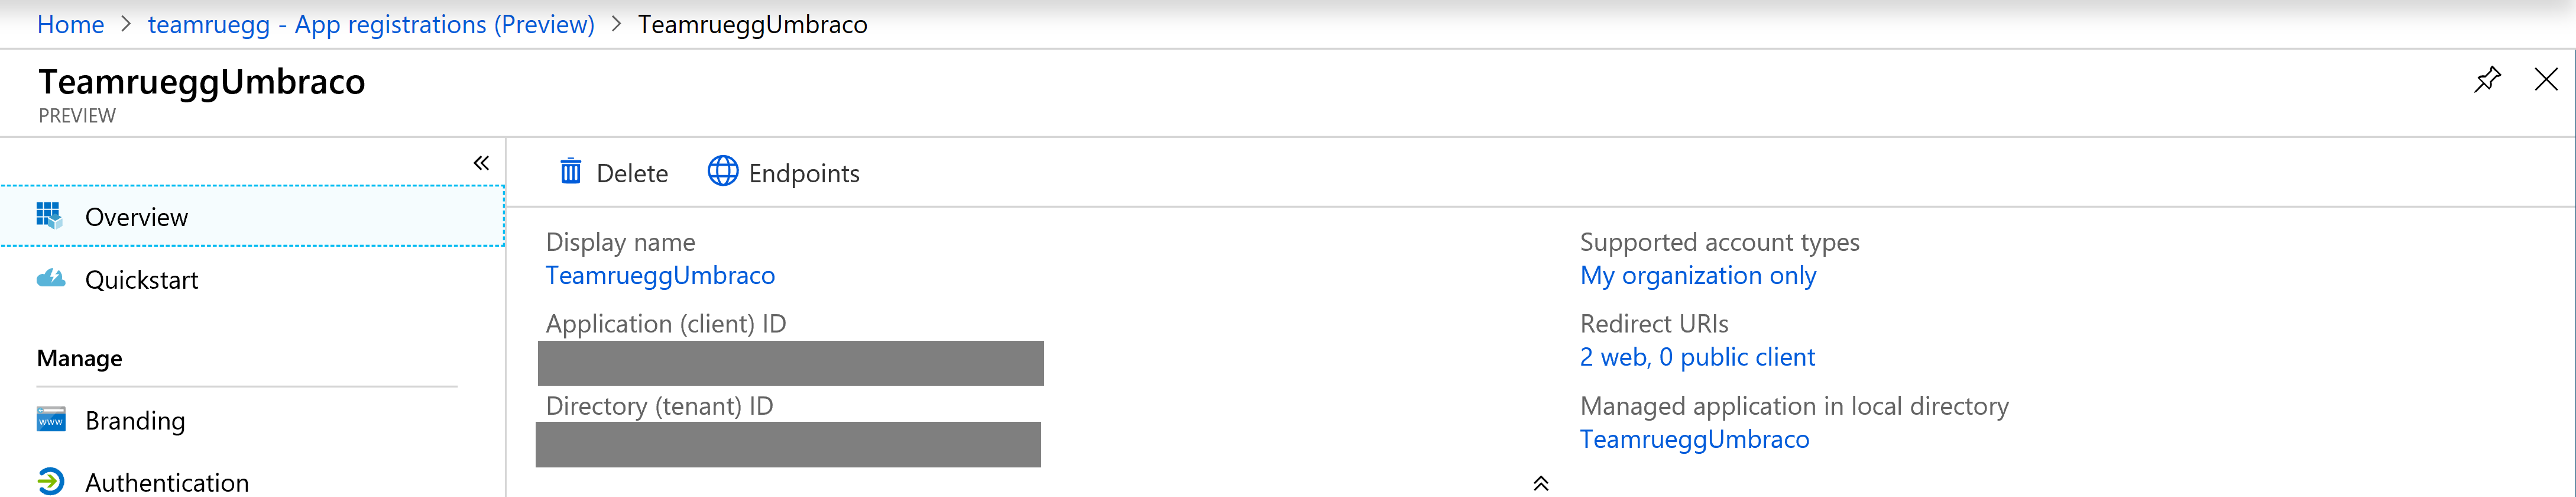 Home > teamruegg - App registrations (Preview) > TeamrueggUmbraco
TeamrueggUmbraco
PREVIEW
Overview
Quickstart
Manage
Branding
Authentication
Delete Endpoints
Display name
TeamrueggUmbraco
Application (client) ID
Directory (tenant) ID
Supported account types
My organization only
Redirect URIs
2 web, 0 public client
Managed application in local directory
TeamrueggUmbraco